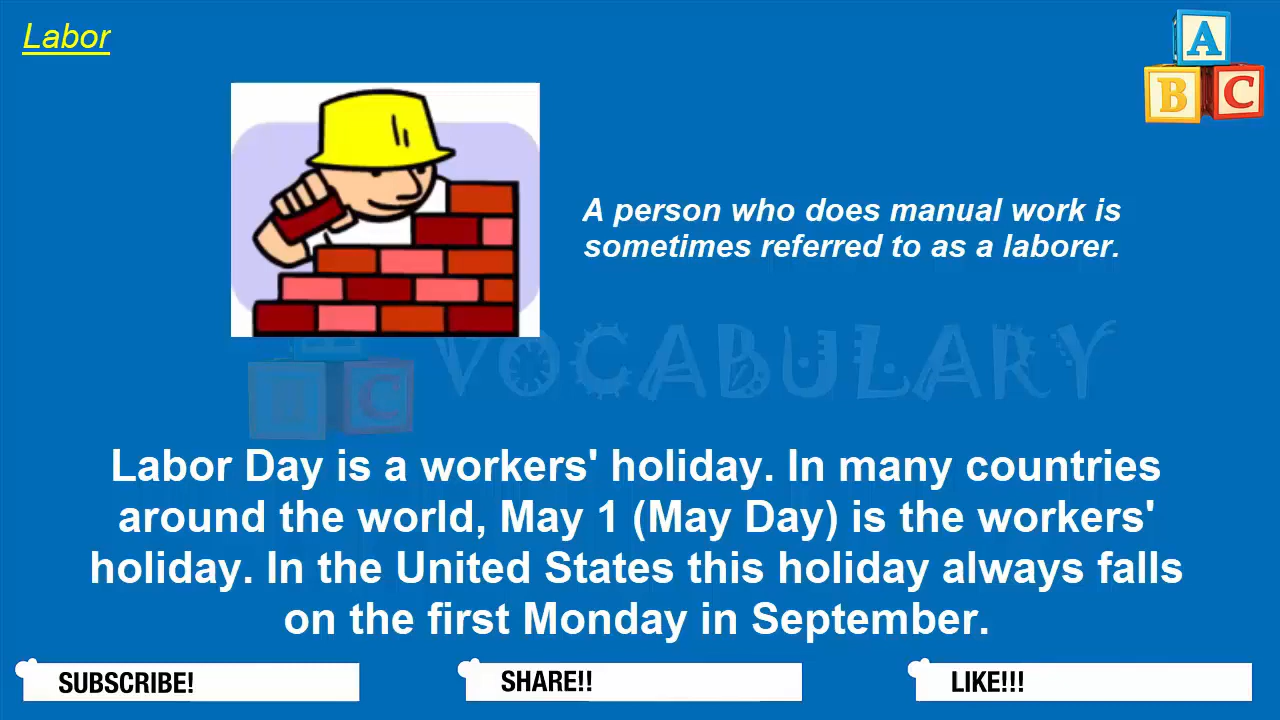 Labor
A
B C
A person who does manual work is
sometimes referred to as a laborer.
VOCABULARY
C
Labor Day is a workers' holiday. In many countries
around the world, May 1 (May Day) is the workers'
holiday. In the United States this holiday always falls
on the first Monday in September.
SUBSCRIBE!
SHARE!!
LIKE!!!